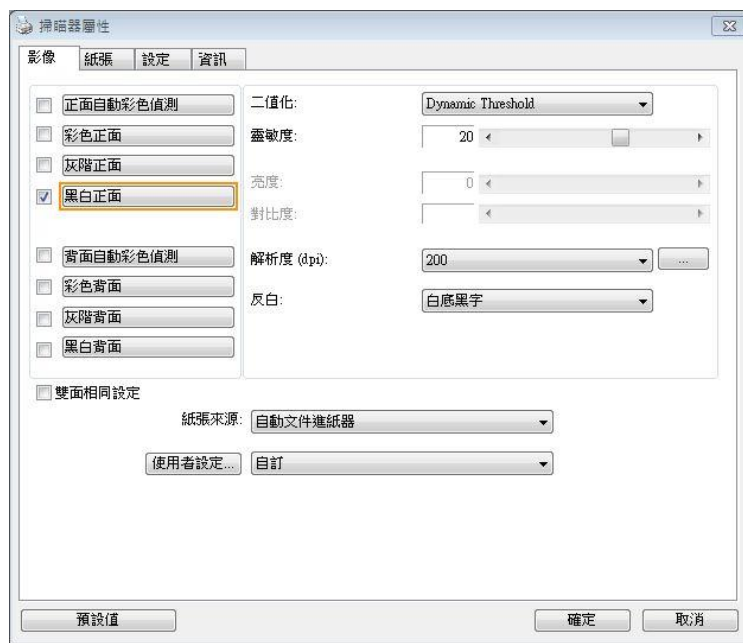 掃瞄器屬性
影像 紙張 設定 資訊
正面自動彩色偵測
彩色正面
灰階正面
黑白正面
背面自動彩色偵測
彩色背面
灰階背面
黑白背面
二值化: Dynamic Threshold
靈敏度: 20
亮度: 0
對比度:
解析度 (dpi): 200 ...
反白: 白底黑字
雙面相同設定
紙張來源: 自動文件進紙器
使用者設定... 自訂
預設值 確定 取消